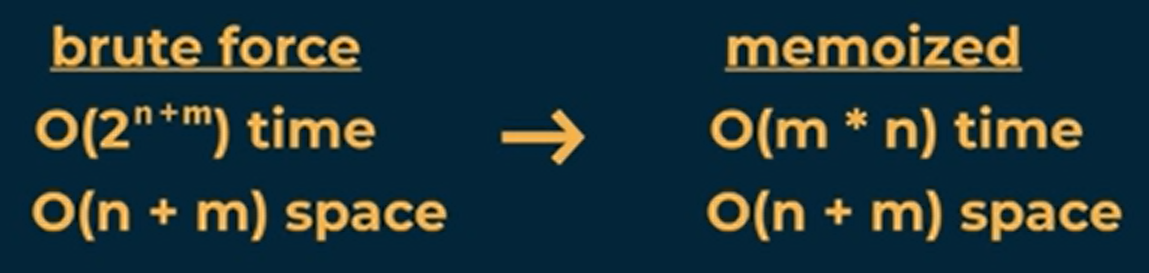 brute force
O(2ⁿ⁺ᵐ) time
O(n + m) space
→
memoized
O(m * n) time
O(n + m) space